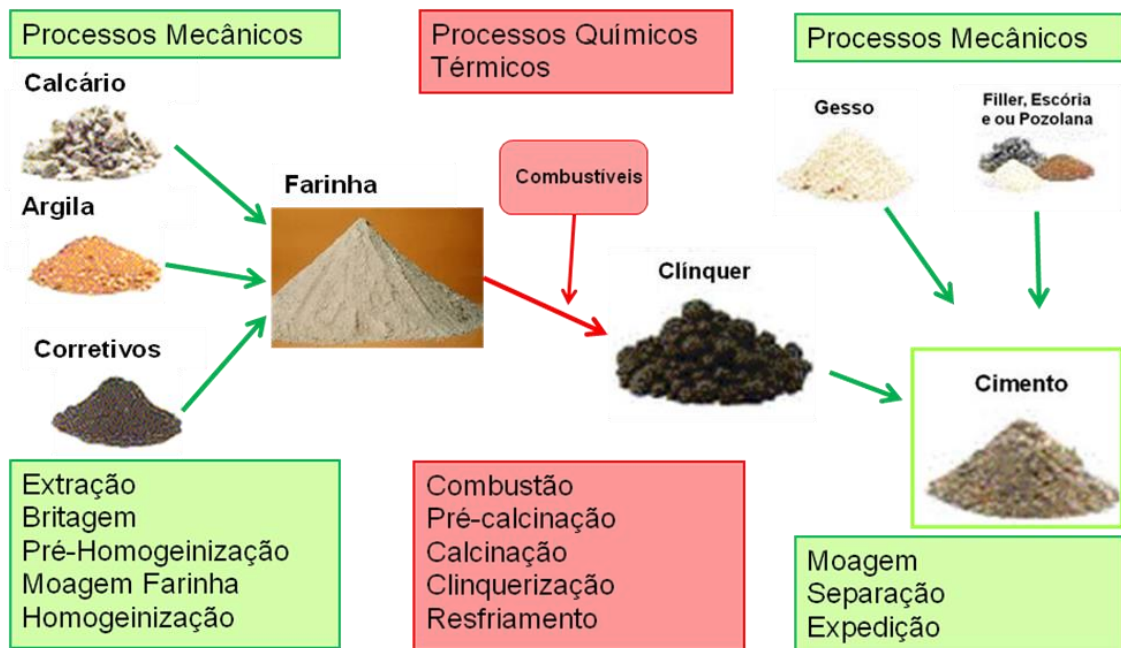 Processos Mecânicos
Processos Químicos
Térmicos
Processos Mecânicos
Calcário
Argila
Corretivos
Farinha
Combustíveis
Clínquer
Gesso
Filler, Escória
e ou Pozolana
Cimento
Extração
Britagem
Pré-Homogeinização
Moagem Farinha
Homogeinização
Combustão
Pré-calcinação
Calcinação
Clinquerização
Resfriamento
Moagem
Separação
Expedição